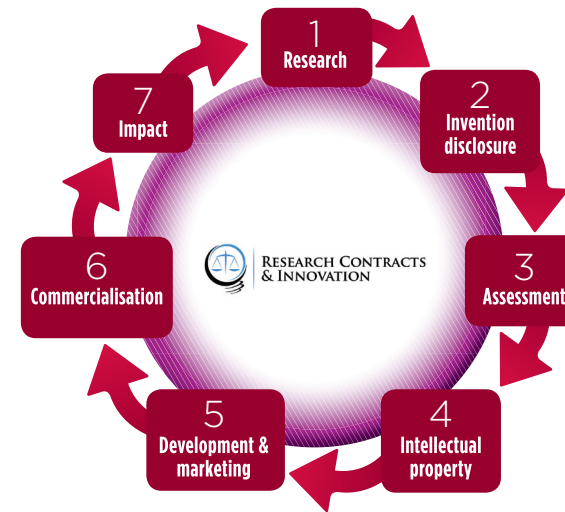 1
Research
2
Invention
disclosure
3
Assessment
4
Intellectual
property
5
Development &
marketing
6
Commercialisation
7
Impact
RESEARCH CONTRACTS
& INNOVATION